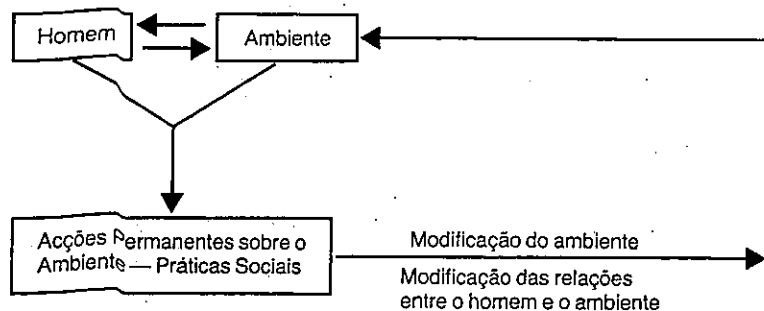 Homem
Ambiente
Acções Permanentes sobre o
Ambiente — Práticas Sociais
Modificação do ambiente
Modificação das relações
entre o homem e o ambiente